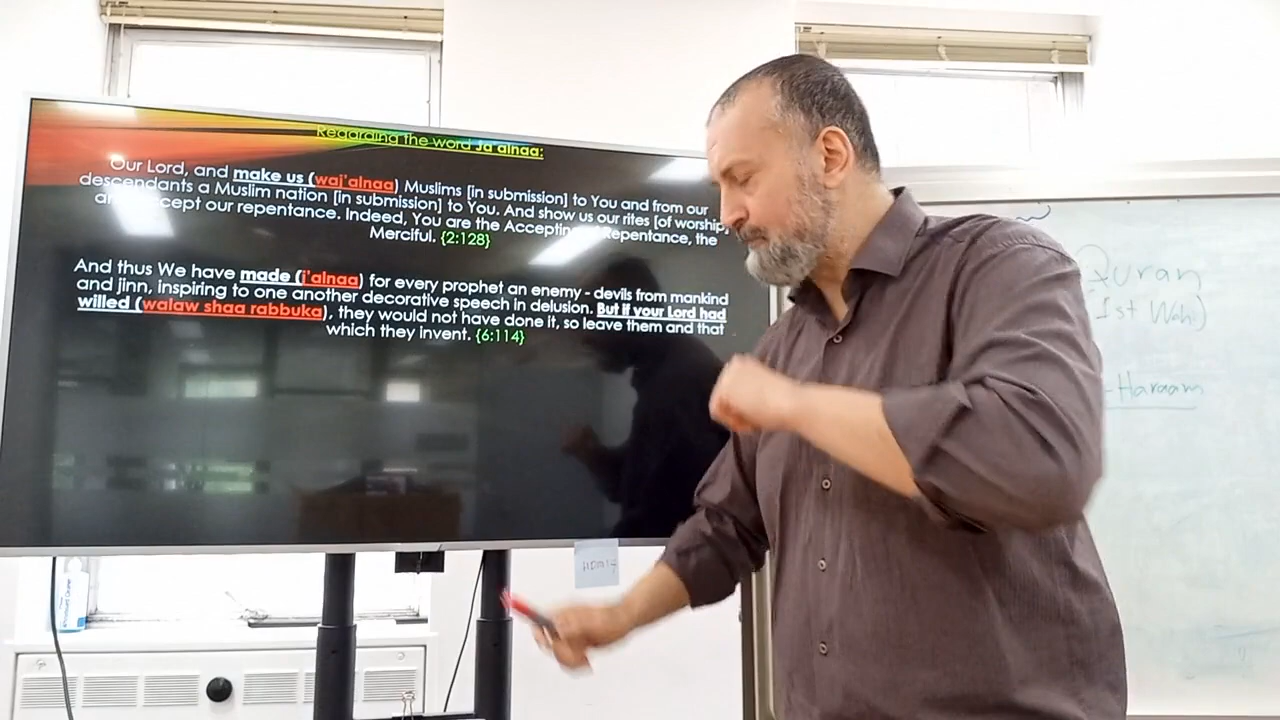 Regarding the word Ja alnaa:
Our Lord, and make us (waj'alnaa) Muslims [in submission] to You and from our
descendants a Muslim nation [in submission] to You. And show us our rites [of worship]
accept our repentance. Indeed, You are the Accepting Repentance, the
Merciful. {2:128}
And thus We have made (j'alnaa) for every prophet an enemy - devils from mankind
and jinn, inspiring to one another decorative speech in delusion. But if your Lord had
willed (walaw shaa rabbuka), they would not have done it, so leave them and that
which they invent. {6:114}
Quran
(1st Wahi)
-Haraam